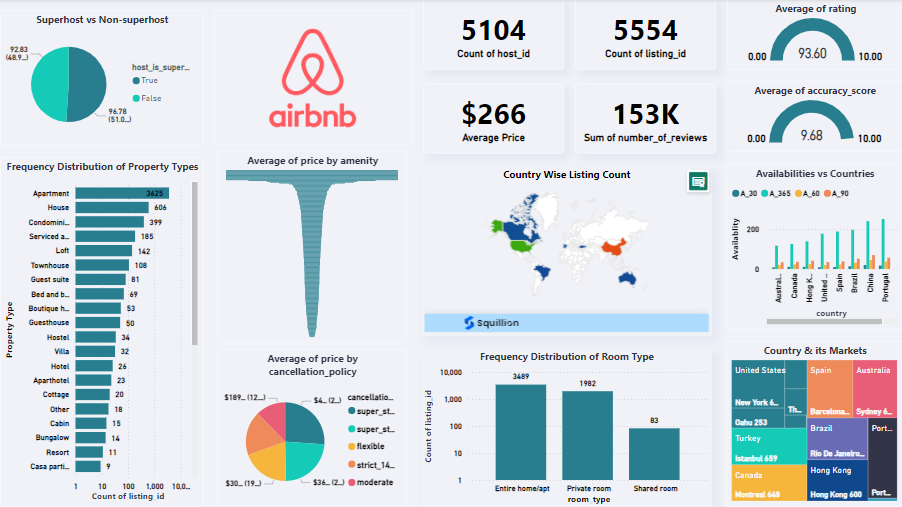 Superhost vs Non-superhost
92.83
(48.9...
host_is_super...
True
False
96.78
(51.0...
airbnb
5104
Count of host_id
5554
Count of listing_id
$266
Average Price
153K
Sum of number_of_reviews
Average of rating
0.00
93.60
10.00
Average of accuracy_score
0.00
9.68
10.00
Frequency Distribution of Property Types
Property Type
Apartment 3625
House 606
Condomini... 399
Serviced a... 185
Loft 142
Townhouse 108
Guest suite 81
Bed and b... 69
Boutique h... 53
Guesthouse 50
Hostel 34
Villa 32
Hotel 26
Aparthotel 23
Cottage 20
Other 18
Cabin 15
Bungalow 14
Resort 11
Casa parti... 9
1 10 100 1,000 10,0...
Count of listing_id
Average of price by amenity
Average of price by
cancellation_policy
$189... (12...
$4... (2...
$30... (19...
$36... (2...
cancellatio...
super_st...
super_st...
flexible
strict_14...
moderate
Country Wise Listing Count
Squillion
Frequency Distribution of Room Type
Count of listing_id
10,000
1,000
100
10
1
3489
1982
83
Entire home/apt Private room Shared room
room_type
Availabilities vs Countries
A_30 A_365 A_60 A_90
Availablity
200
0
Austral...
Canada
Hong K...
United ...
Spain
Brazil
China
Portugal
country
Country & its Markets
United States
New York 6...
Oahu 253
Th...
Spain
Barcelona...
Australia
Sydney 6...
Turkey
Istanbul 659
Canada
Montreal 648
Brazil
Rio De Janeiro...
Hong Kong
Hong Kong 600
Port...
Port...